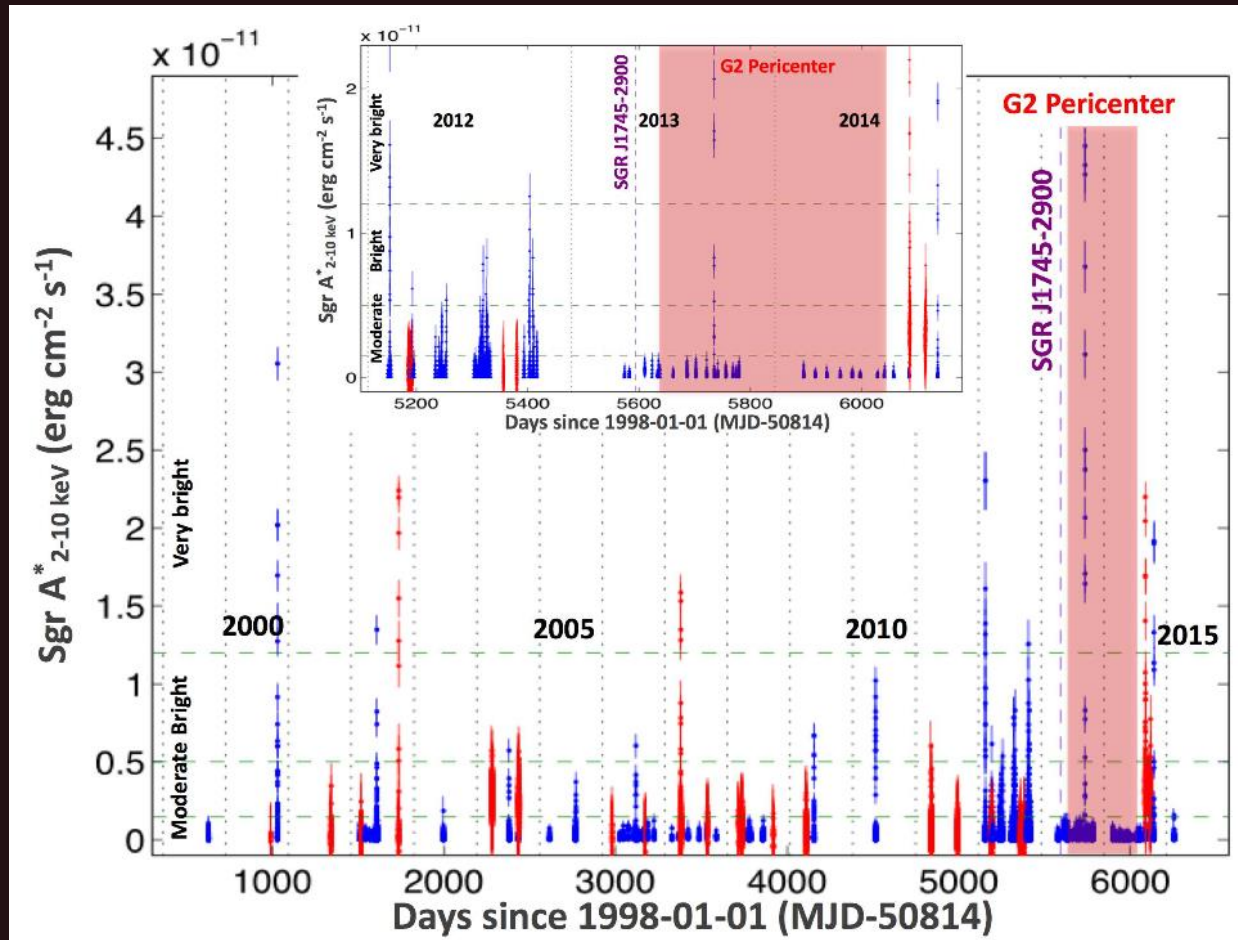 x 10⁻¹¹
4.5
4
3.5
3
2.5
2
1.5
1
0.5
0
Sgr A* 2-10 keV (erg cm⁻² s⁻¹)
Very bright
Moderate Bright
2000
2005
2010
2015
SGR J1745-2900
G2 Pericenter
1000
2000
3000
4000
5000
6000
Days since 1998-01-01 (MJD-50814)
x 10⁻¹¹
2
1
0
Sgr A* 2-10 keV (erg cm⁻² s⁻¹)
Very bright
Bright
Moderate
2012
2013
2014
SGR J1745-2900
G2 Pericenter
5200
5400
5600
5800
6000
Days since 1998-01-01 (MJD-50814)